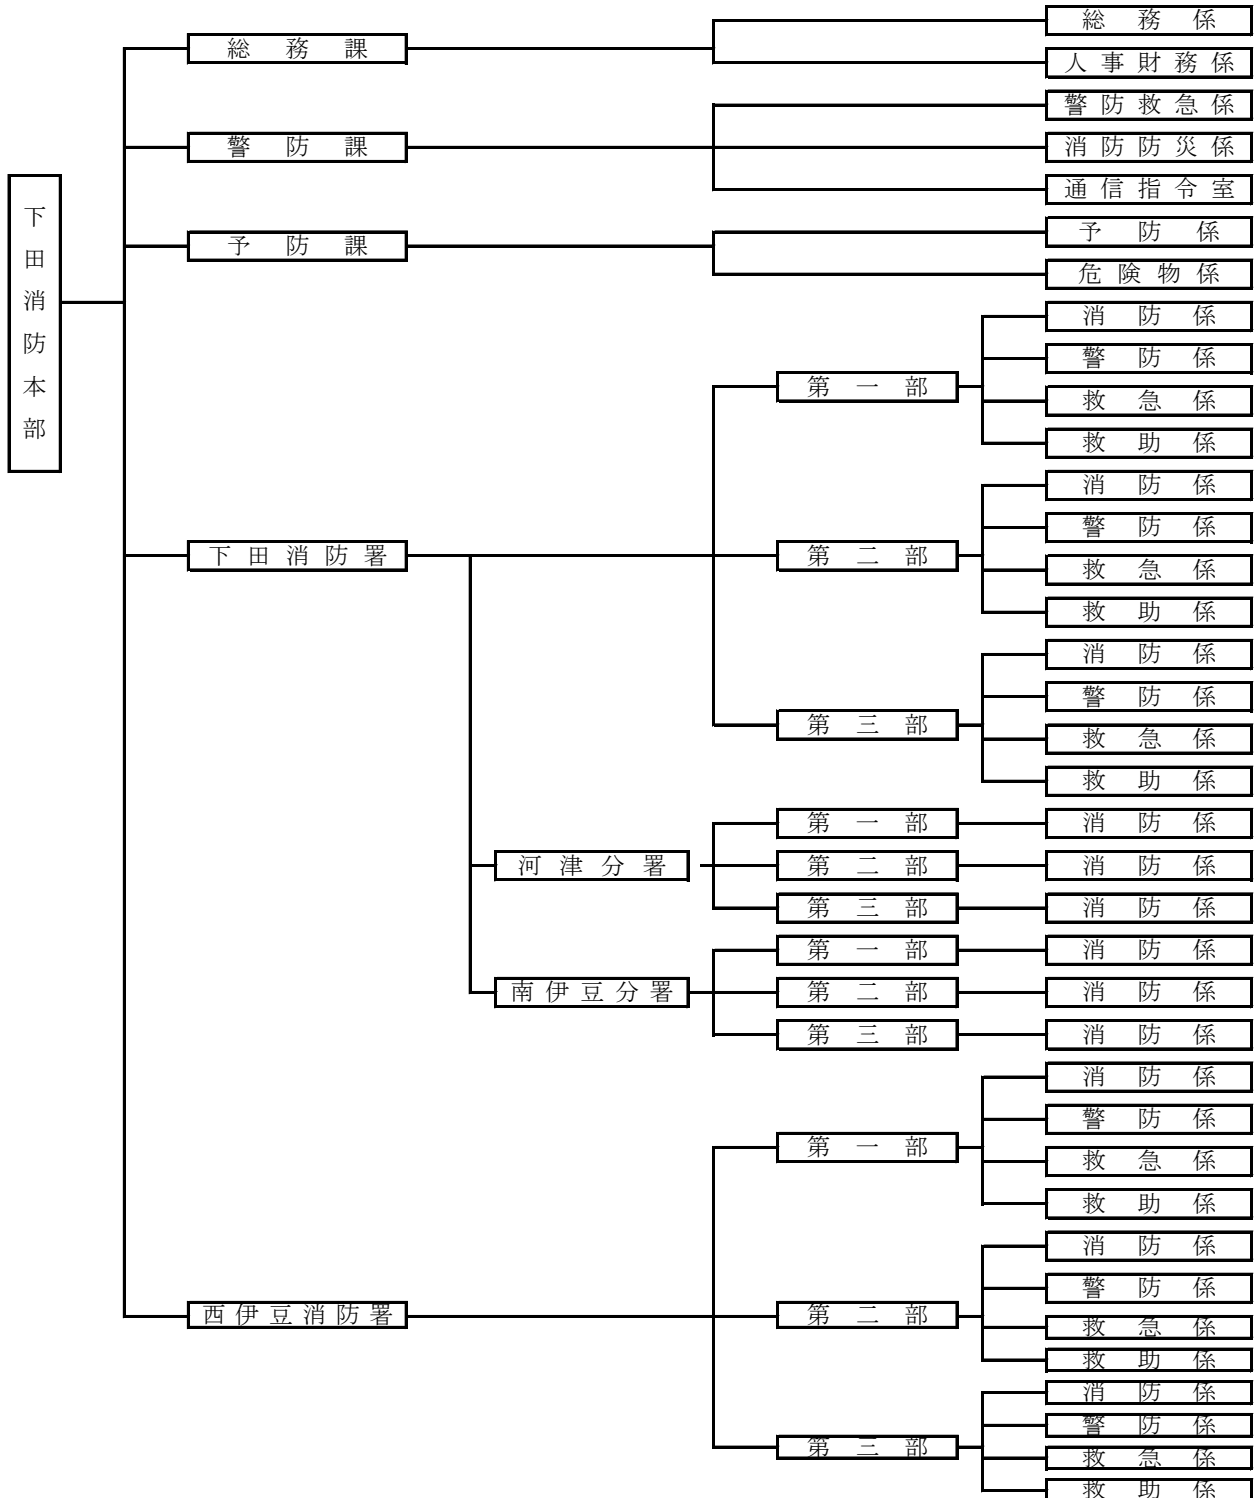 下田消防本部
総務課
総務係
人事財務係
警防課
警防救急係
消防防災係
通信指令室
予防課
予防係
危険物係
下田消防署
第一部
消防係
警防係
救急係
救助係
第二部
消防係
警防係
救急係
救助係
第三部
消防係
警防係
救急係
救助係
河津分署
第一部
消防係
第二部
消防係
第三部
消防係
南伊豆分署
第一部
消防係
第二部
消防係
第三部
消防係
西伊豆消防署
第一部
消防係
警防係
救急係
救助係
第二部
消防係
警防係
救急係
救助係
第三部
消防係
警防係
救急係
救助係